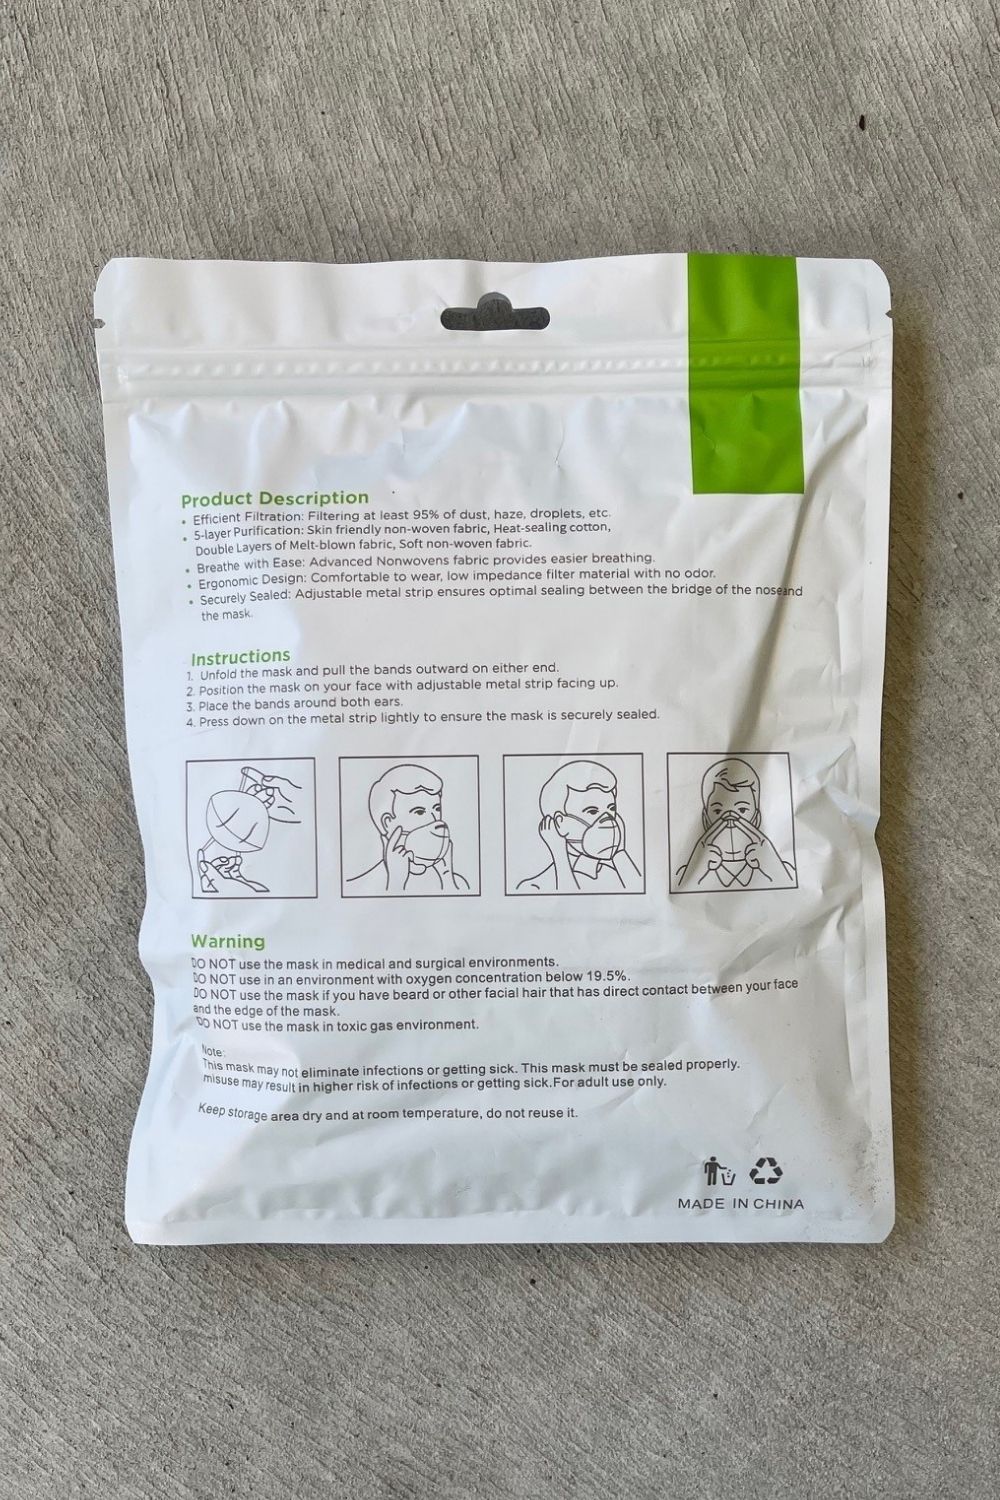 Product Description
• Efficient Filtration: Filtering at least 95% of dust, haze, droplets, etc.
• 5-layer Purification: Skin friendly non-woven fabric, Heat-sealing cotton,
Double Layers of Melt-blown fabric, Soft non-woven fabric.
• Breathe with Ease: Advanced Nonwovens fabric provides easier breathing.
• Ergonomic Design: Comfortable to wear, low impedance filter material with no odor.
• Securely Sealed: Adjustable metal strip ensures optimal sealing between the bridge of the noseand
the mask.
Instructions
1. Unfold the mask and pull the bands outward on either end.
2. Position the mask on your face with adjustable metal strip facing up.
3. Place the bands around both ears.
4. Press down on the metal strip lightly to ensure the mask is securely sealed.
Warning
DO NOT use the mask in medical and surgical environments.
DO NOT use in an environment with oxygen concentration below 19.5%.
DO NOT use the mask if you have beard or other facial hair that has direct contact between your face
and the edge of the mask.
DO NOT use the mask in toxic gas environment.
Note:
This mask may not eliminate infections or getting sick. This mask must be sealed properly.
misuse may result in higher risk of infections or getting sick.For adult use only.
Keep storage area dry and at room temperature, do not reuse it.
MADE IN CHINA